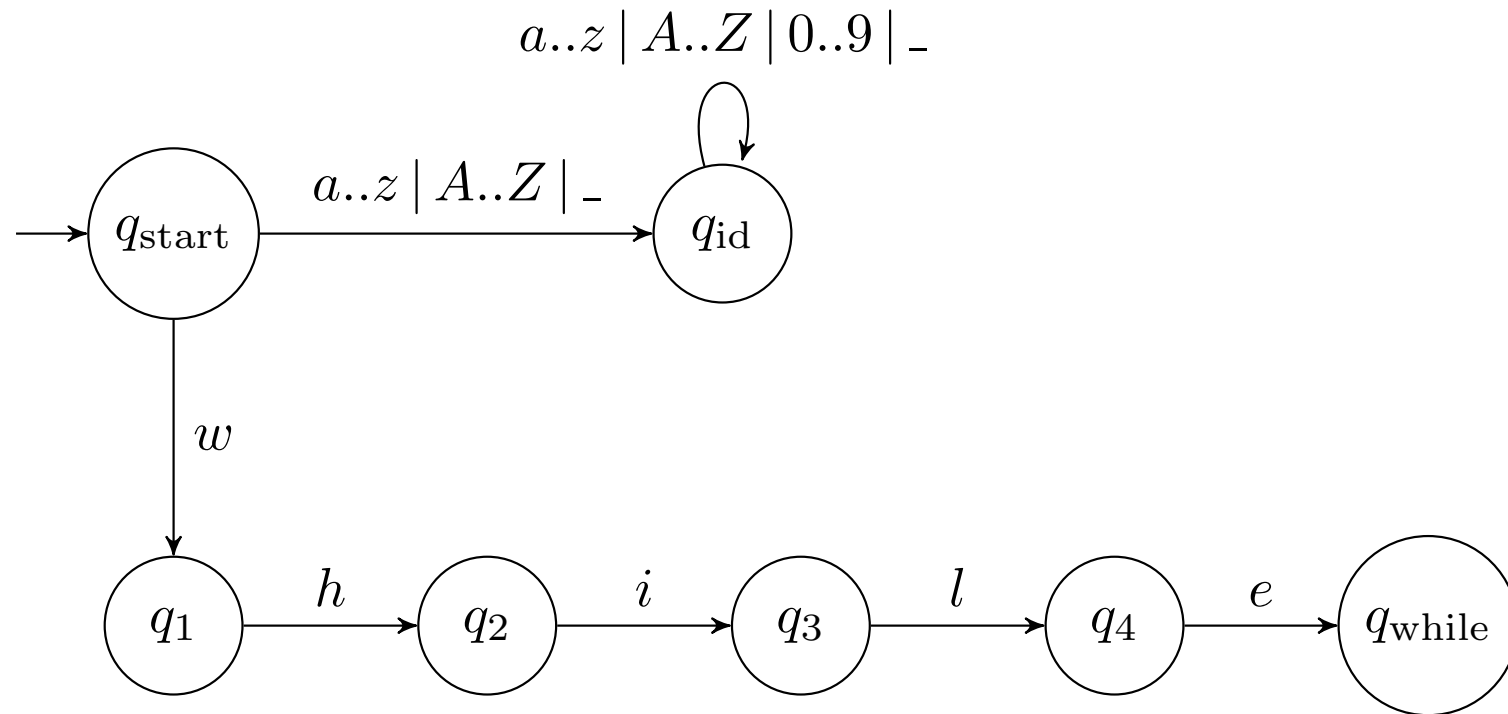 a..z | A..Z | 0..9 | _
a..z | A..Z | _
q_start
q_id
w
h
i
l
e
q_1
q_2
q_3
q_4
q_while